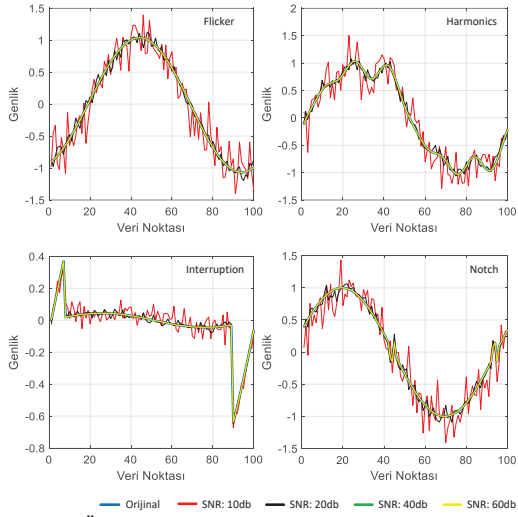 Flicker
1.5
1
0.5
0
-0.5
-1
-1.5
0 20 40 60 80 100
Genlik
Veri Noktası
Harmonics
2
1.5
1
0.5
0
-0.5
-1
-1.5
0 20 40 60 80 100
Genlik
Veri Noktası
Interruption
0.4
0.2
0
-0.2
-0.4
-0.6
-0.8
0 20 40 60 80 100
Genlik
Veri Noktası
Notch
1.5
1
0.5
0
-0.5
-1
-1.5
0 20 40 60 80 100
Genlik
Veri Noktası
Orijinal SNR: 10db SNR: 20db SNR: 40db SNR: 60db